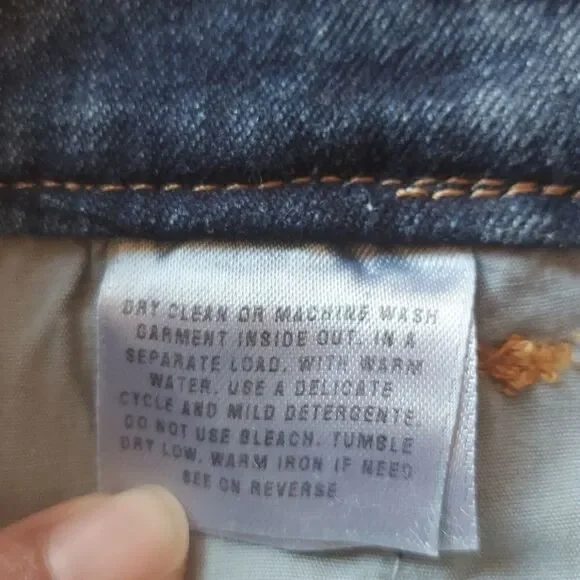 DRY CLEAN OR MACHINE WASH
GARMENT INSIDE OUT, IN A
SEPARATE LOAD, WITH WARM
WATER. USE A DELICATE
CYCLE AND MILD DETERGENTE.
DO NOT USE BLEACH. TUMBLE
DRY LOW. WARM IRON IF NEED
SEE ON REVERSE